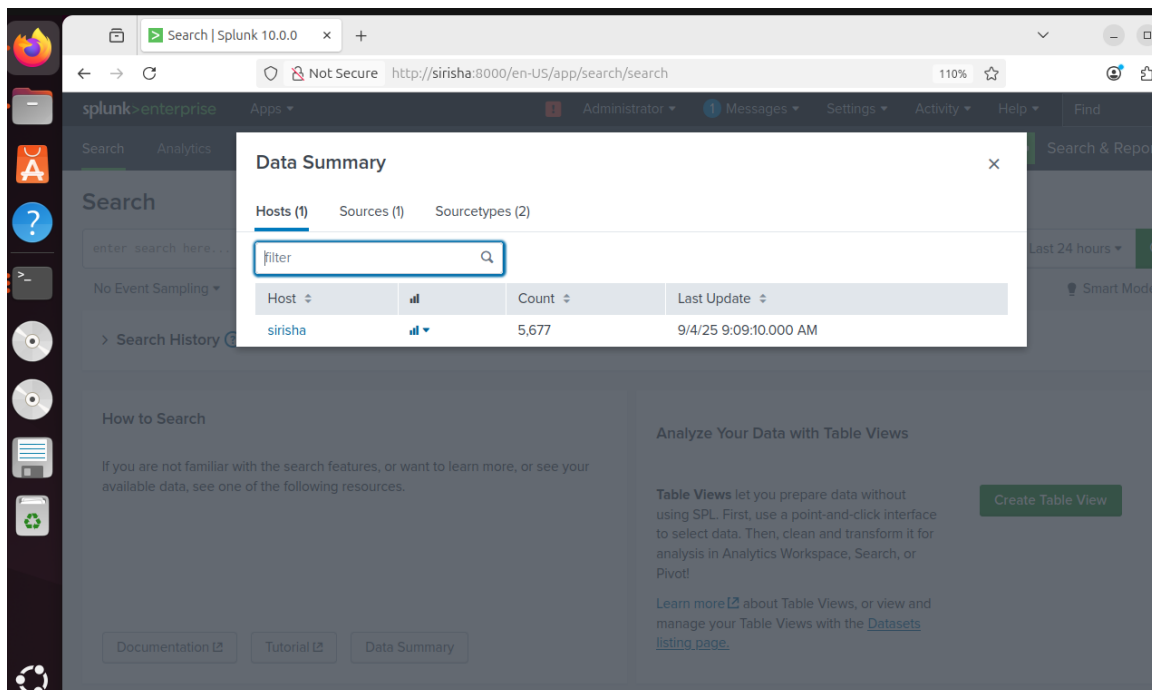 Search | Splunk 10.0.0
Not Secure http://sirisha:8000/en-US/app/search/search 110%
splunk>enterprise Apps Administrator 1 Messages Settings Activity Help Find
Search Analytics Search & Repo
Data Summary
Hosts (1) Sources (1) Sourcetypes (2)
filter
Host Count Last Update
sirisha 5,677 9/4/25 9:09:10.000 AM
Search
enter search here... Last 24 hours
No Event Sampling Smart Mode
Search History
How to Search
If you are not familiar with the search features, or want to learn more, or see your
available data, see one of the following resources.
Documentation Tutorial Data Summary
Analyze Your Data with Table Views
Table Views let you prepare data without
using SPL. First, use a point-and-click interface
to select data. Then, clean and transform it for
analysis in Analytics Workspace, Search, or
Pivot!
Learn more about Table Views, or view and
manage your Table Views with the Datasets
listing page.
Create Table View